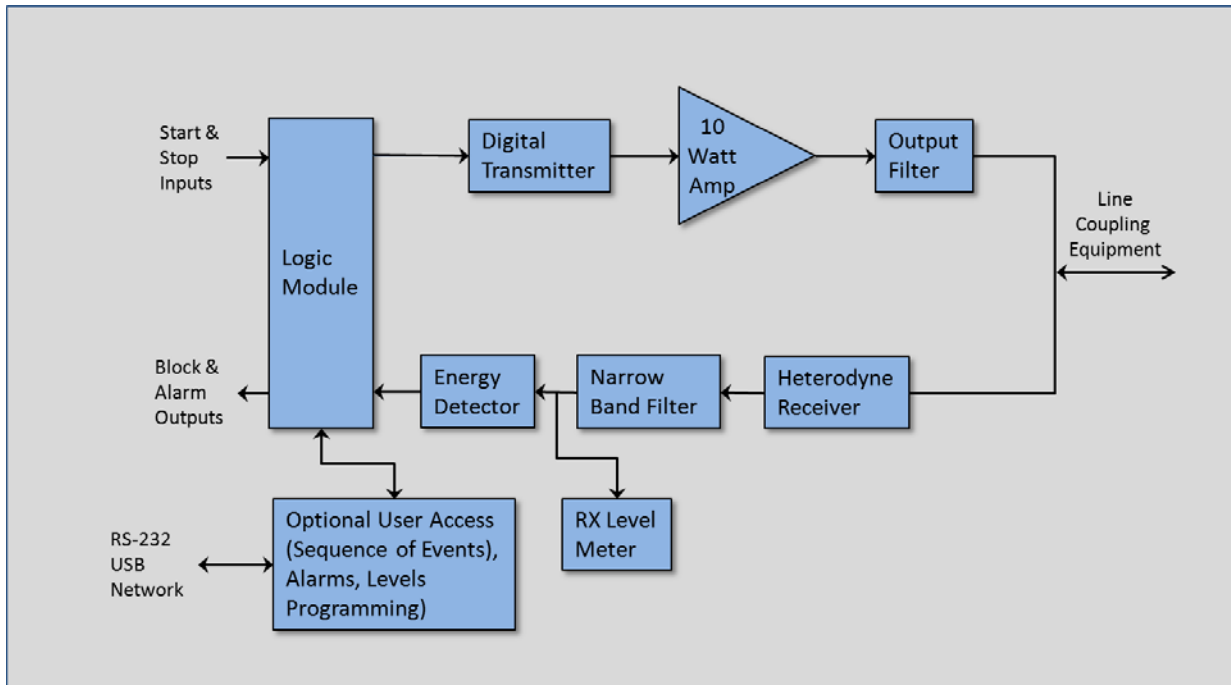 Start &
Stop
Inputs
Logic
Module
Digital
Transmitter
10
Watt
Amp
Output
Filter
Line
Coupling
Equipment
Block &
Alarm
Outputs
Energy
Detector
Narrow
Band Filter
Heterodyne
Receiver
RS-232
USB
Network
Optional User Access
(Sequence of Events),
Alarms, Levels
Programming)
RX Level
Meter